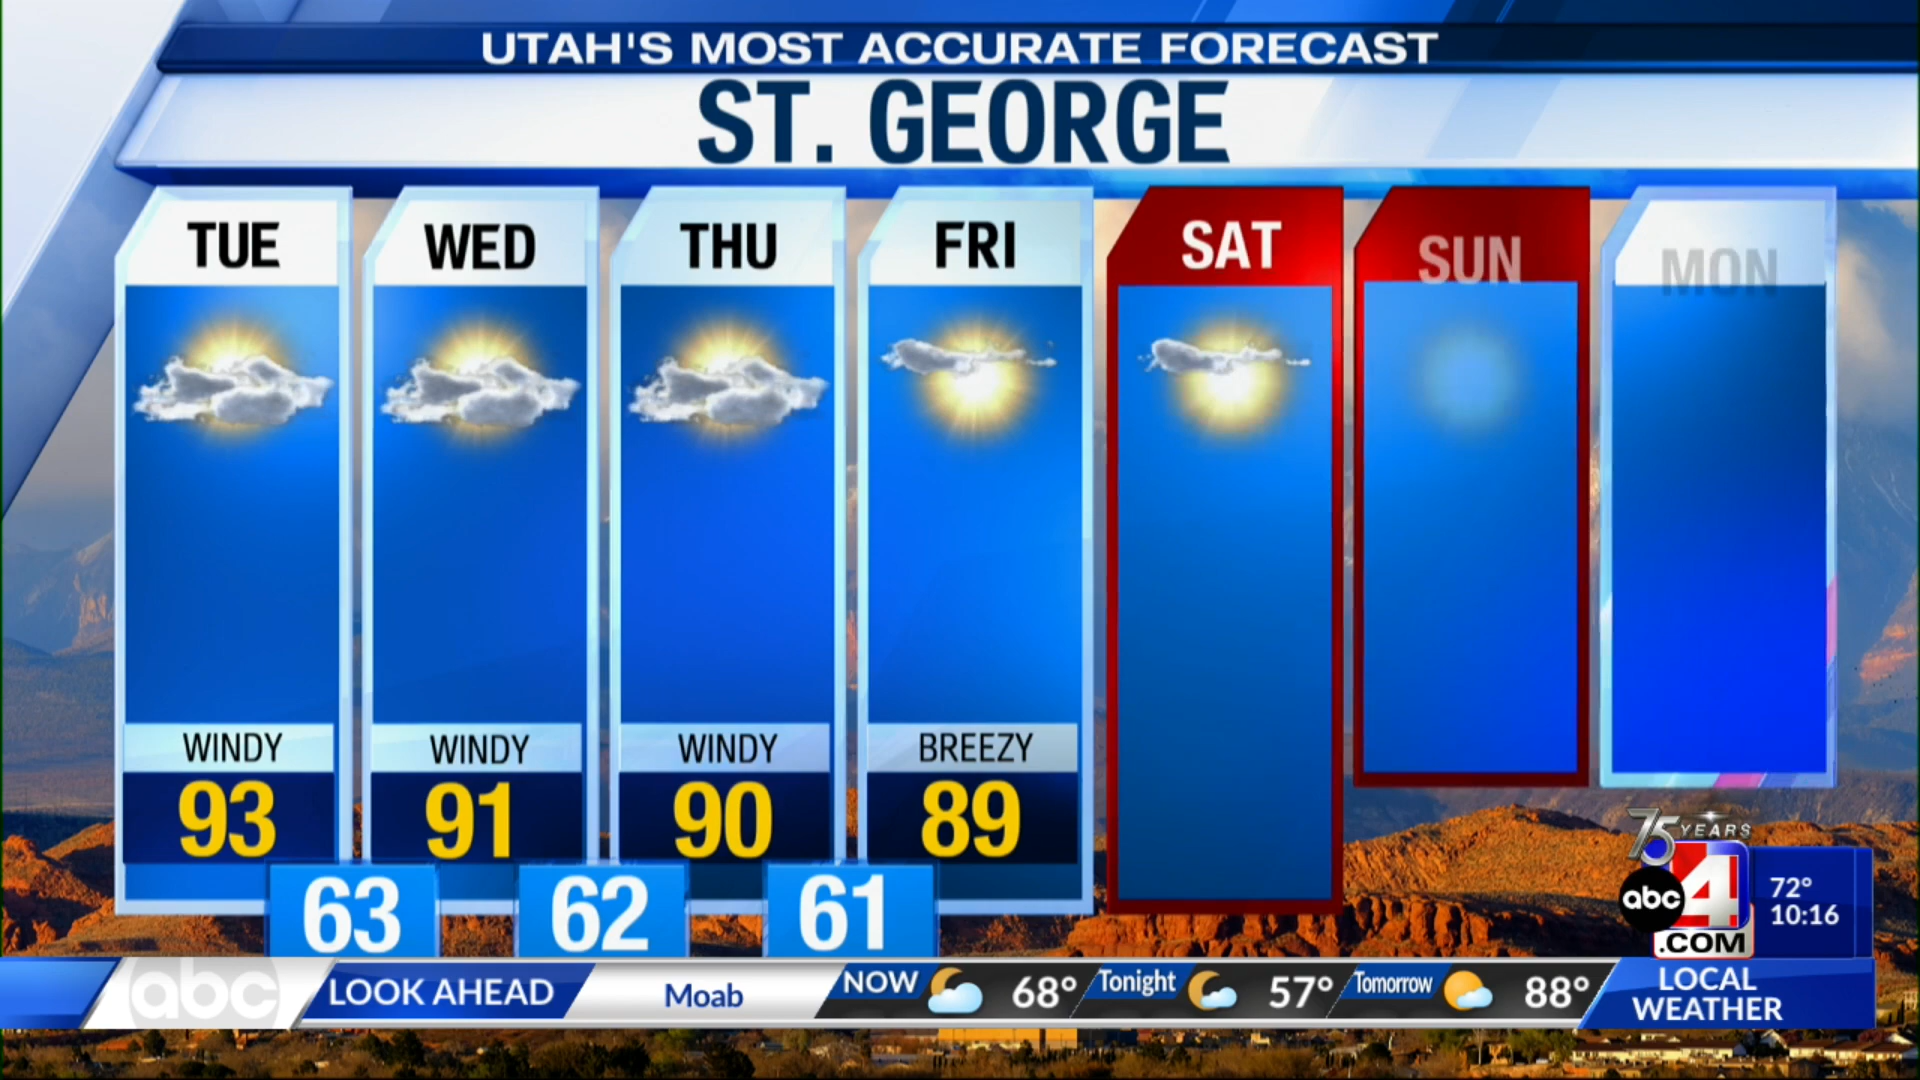 UTAH'S MOST ACCURATE FORECAST
ST. GEORGE
TUE WED THU FRI SAT SUN MON
WINDY WINDY WINDY BREEZY
93 91 90 89
63 62 61
75 YEARS
abc 4
.COM
72°
10:16
abc LOOK AHEAD Moab NOW 68° Tonight 57° Tomorrow 88°
LOCAL
WEATHER